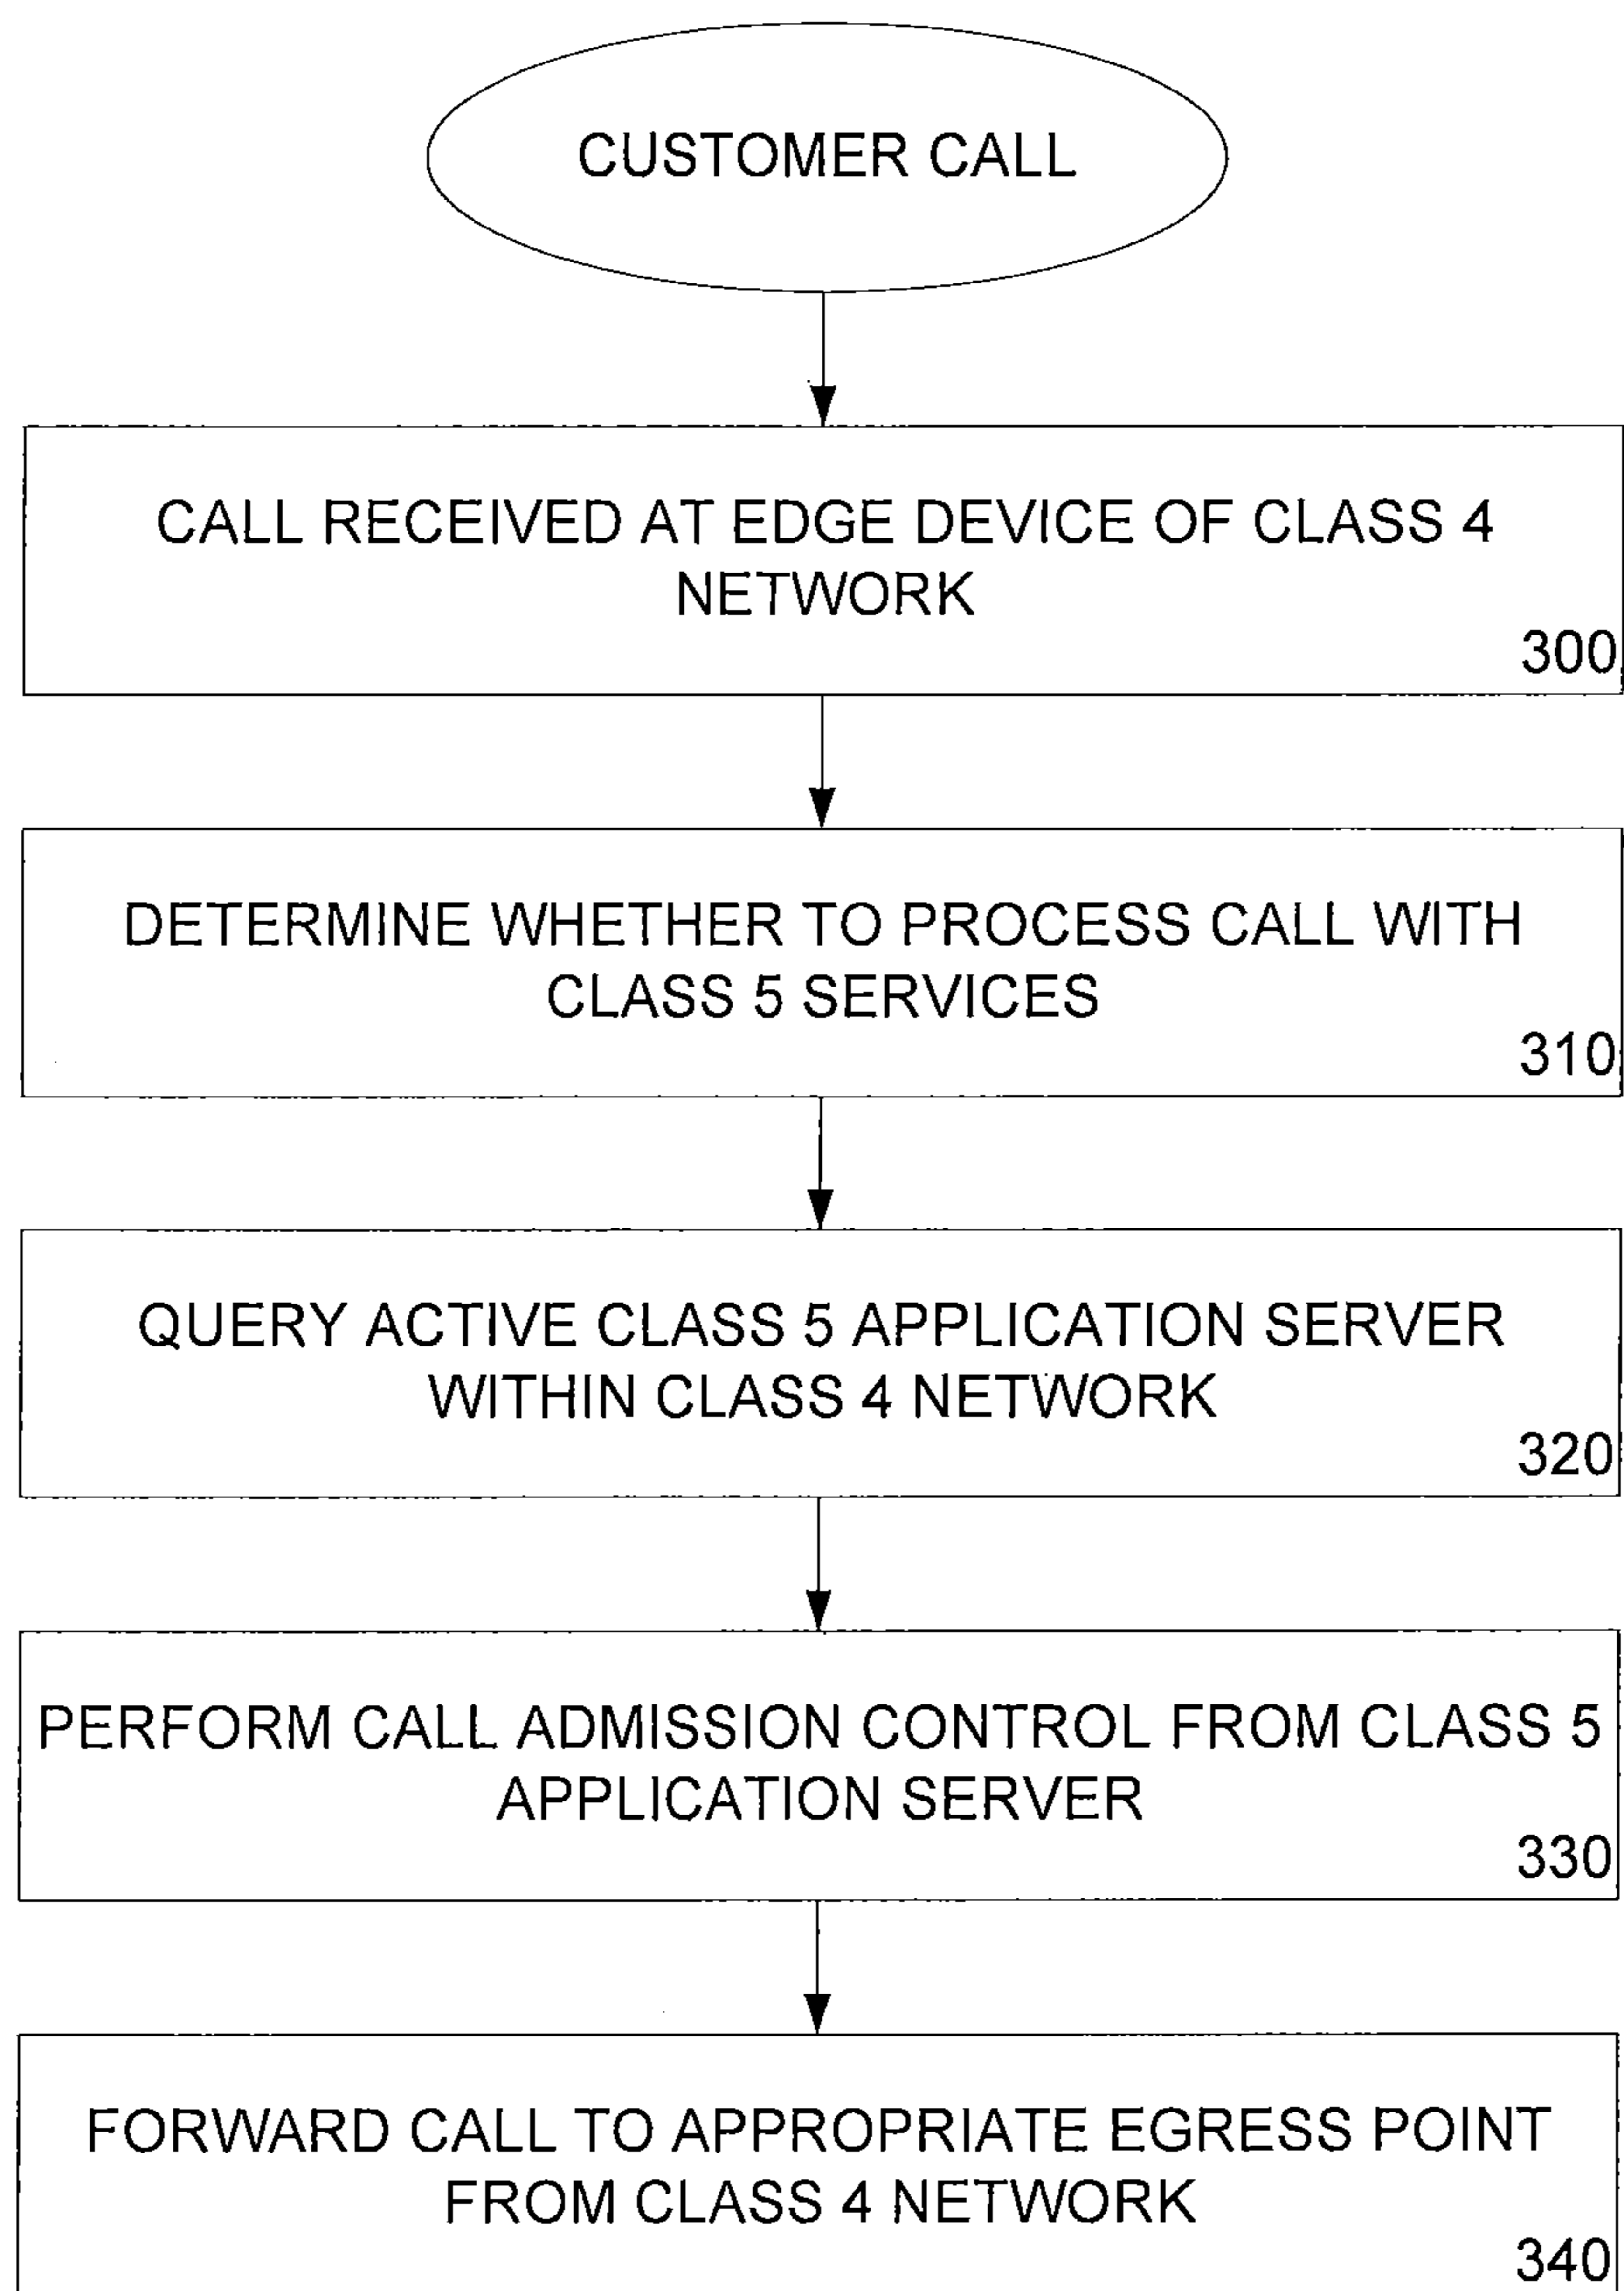 CUSTOMER CALL
CALL RECEIVED AT EDGE DEVICE OF CLASS 4
NETWORK
300
DETERMINE WHETHER TO PROCESS CALL WITH
CLASS 5 SERVICES
310
QUERY ACTIVE CLASS 5 APPLICATION SERVER
WITHIN CLASS 4 NETWORK
320
PERFORM CALL ADMISSION CONTROL FROM CLASS 5
APPLICATION SERVER
330
FORWARD CALL TO APPROPRIATE EGRESS POINT
FROM CLASS 4 NETWORK
340